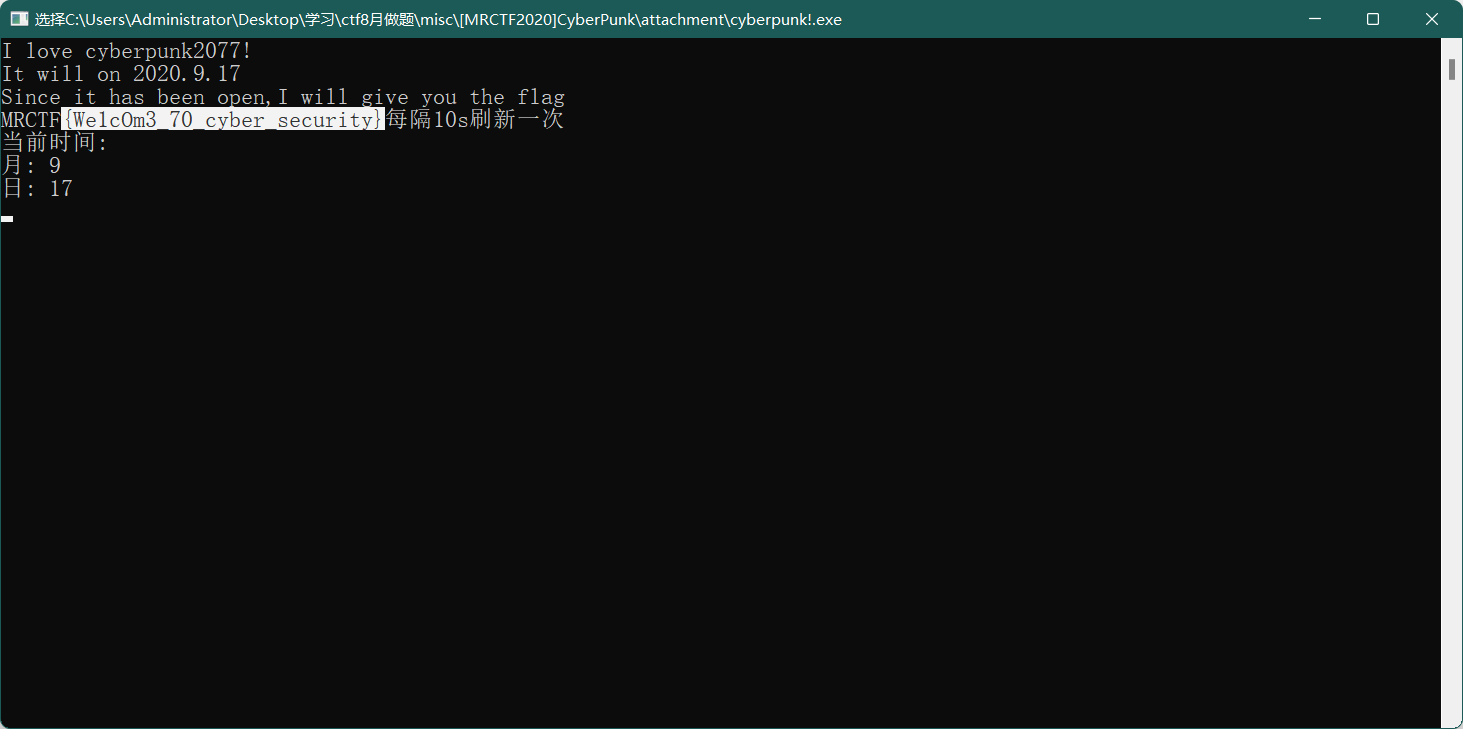 选择C:\Users\Administrator\Desktop\学习\ctf8月做题\misc\[MRCTF2020]CyberPunk\attachment\cyberpunk!.exe
I love cyberpunk2077!
It will on 2020.9.17
Since it has been open,I will give you the flag
MRCTF{We1cOm3_70_cyber_security}每隔10s刷新一次
当前时间:
月: 9
日: 17